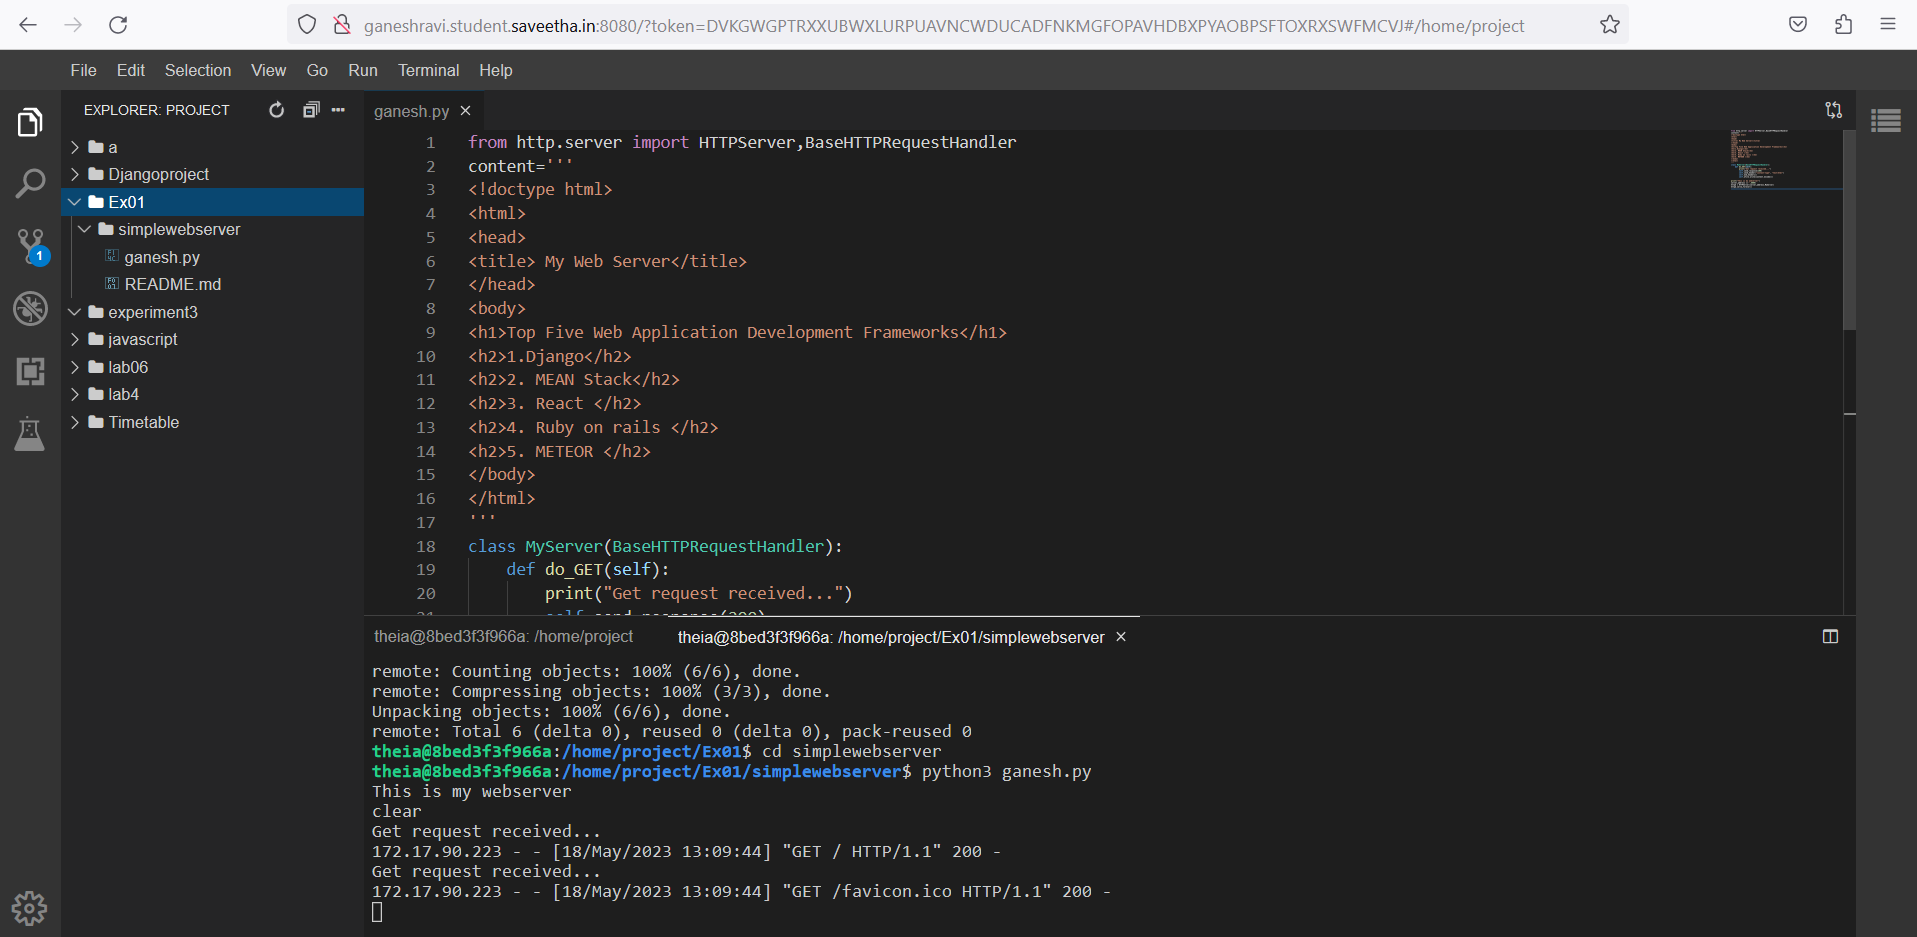 ganeshravi.student.saveetha.in:8080/?token=DVKGWGPTRXXUBWXLURPUAVNCWDUCADFNKMGFOPAVHDBXPYAOBPSFTOXRXSWFMCVJ#/home/project
File Edit Selection View Go Run Terminal Help
EXPLORER: PROJECT
a
Djangoproject
Ex01
simplewebserver
ganesh.py
README.md
experiment3
javascript
lab06
lab4
Timetable
1
ganesh.py
1 from http.server import HTTPServer,BaseHTTPRequestHandler
2 content='''
3 <!doctype html>
4 <html>
5 <head>
6 <title> My Web Server</title>
7 </head>
8 <body>
9 <h1>Top Five Web Application Development Frameworks</h1>
10 <h2>1.Django</h2>
11 <h2>2. MEAN Stack</h2>
12 <h2>3. React </h2>
13 <h2>4. Ruby on rails </h2>
14 <h2>5. METEOR </h2>
15 </body>
16 </html>
17 '''
18 class MyServer(BaseHTTPRequestHandler):
19 def do_GET(self):
20 print("Get request received...")
21 self.send_response(200)
theia@8bed3f3f966a: /home/project theia@8bed3f3f966a: /home/project/Ex01/simplewebserver
remote: Counting objects: 100% (6/6), done.
remote: Compressing objects: 100% (3/3), done.
Unpacking objects: 100% (6/6), done.
remote: Total 6 (delta 0), reused 0 (delta 0), pack-reused 0
theia@8bed3f3f966a:/home/project/Ex01$ cd simplewebserver
theia@8bed3f3f966a:/home/project/Ex01/simplewebserver$ python3 ganesh.py
This is my webserver
clear
Get request received...
172.17.90.223 - - [18/May/2023 13:09:44] "GET / HTTP/1.1" 200 -
Get request received...
172.17.90.223 - - [18/May/2023 13:09:44] "GET /favicon.ico HTTP/1.1" 200 -